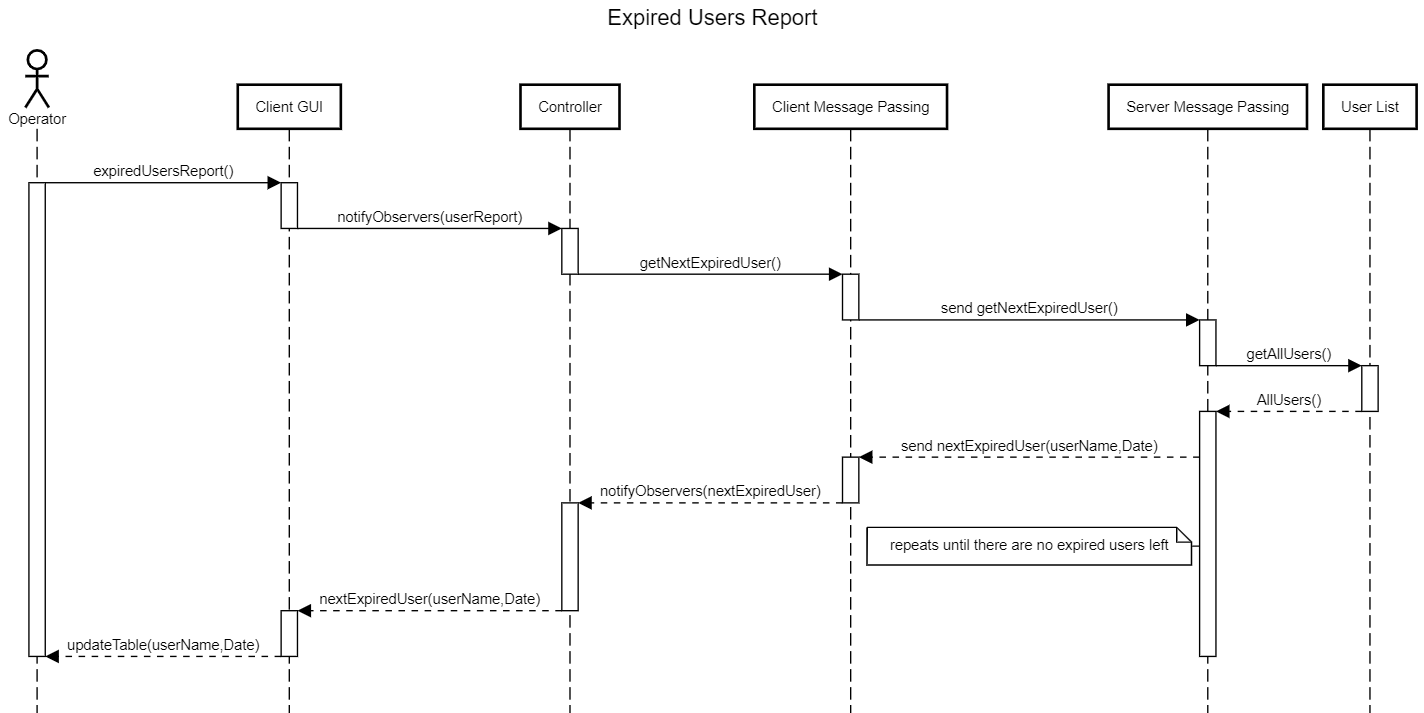 Expired Users Report
Operator
Client GUI
Controller
Client Message Passing
Server Message Passing
User List
expiredUsersReport()
notifyObservers(userReport)
getNextExpiredUser()
send getNextExpiredUser()
getAllUsers()
AllUsers()
send nextExpiredUser(userName,Date)
notifyObservers(nextExpiredUser)
repeats until there are no expired users left
nextExpiredUser(userName,Date)
updateTable(userName,Date)